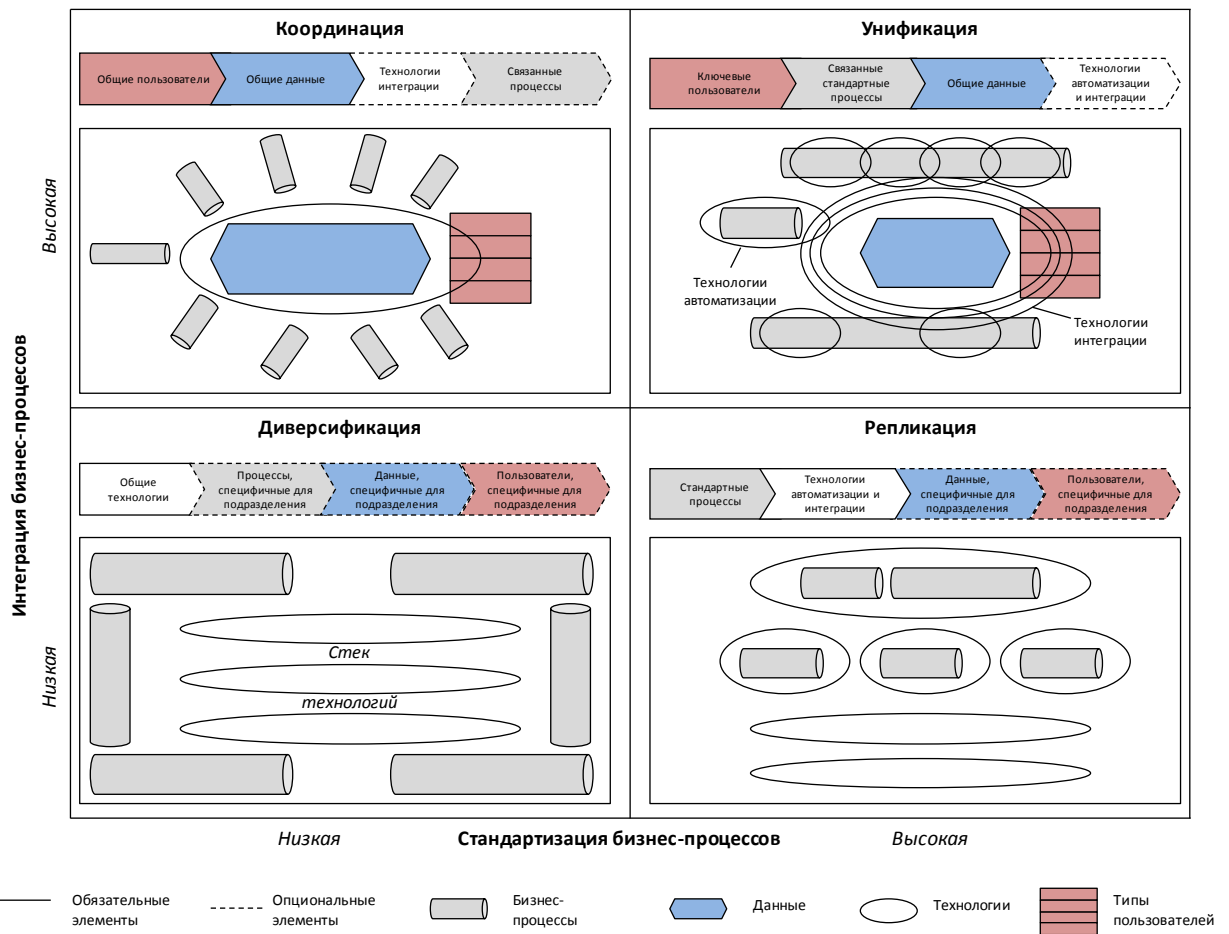 Координация
Общие пользователи
Общие данные
Технологии
интеграции
Связанные
процессы
Унификация
Ключевые
пользователи
Связанные
стандартные
процессы
Общие данные
Технологии
автоматизации
и интеграции
Технологии
автоматизации
Технологии
интеграции
Высокая
Интеграция бизнес-процессов
Низкая
Диверсификация
Общие
технологии
Процессы,
специфичные для
подразделения
Данные,
специфичные для
подразделения
Пользователи,
специфичные для
подразделения
Стек
технологий
Репликация
Стандартные
процессы
Технологии
автоматизации и
интеграции
Данные,
специфичные для
подразделения
Пользователи,
специфичные для
подразделения
Низкая
Стандартизация бизнес-процессов
Высокая
Обязательные
элементы
Опциональные
элементы
Бизнес-
процессы
Данные
Технологии
Типы
пользователей